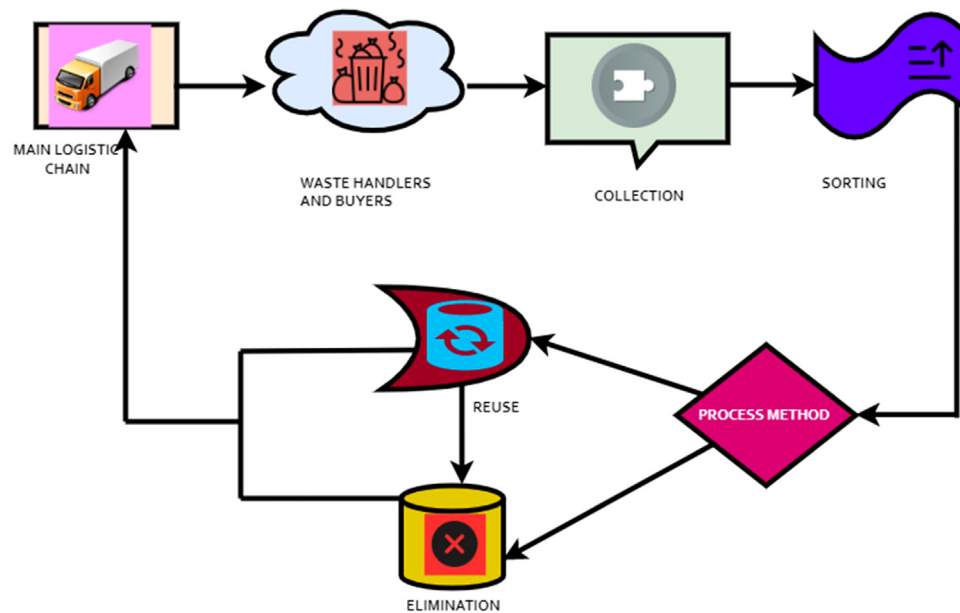 MAIN LOGISTIC
CHAIN
WASTE HANDLERS
AND BUYERS
COLLECTION
SORTING
REUSE
PROCESS METHOD
ELIMINATION